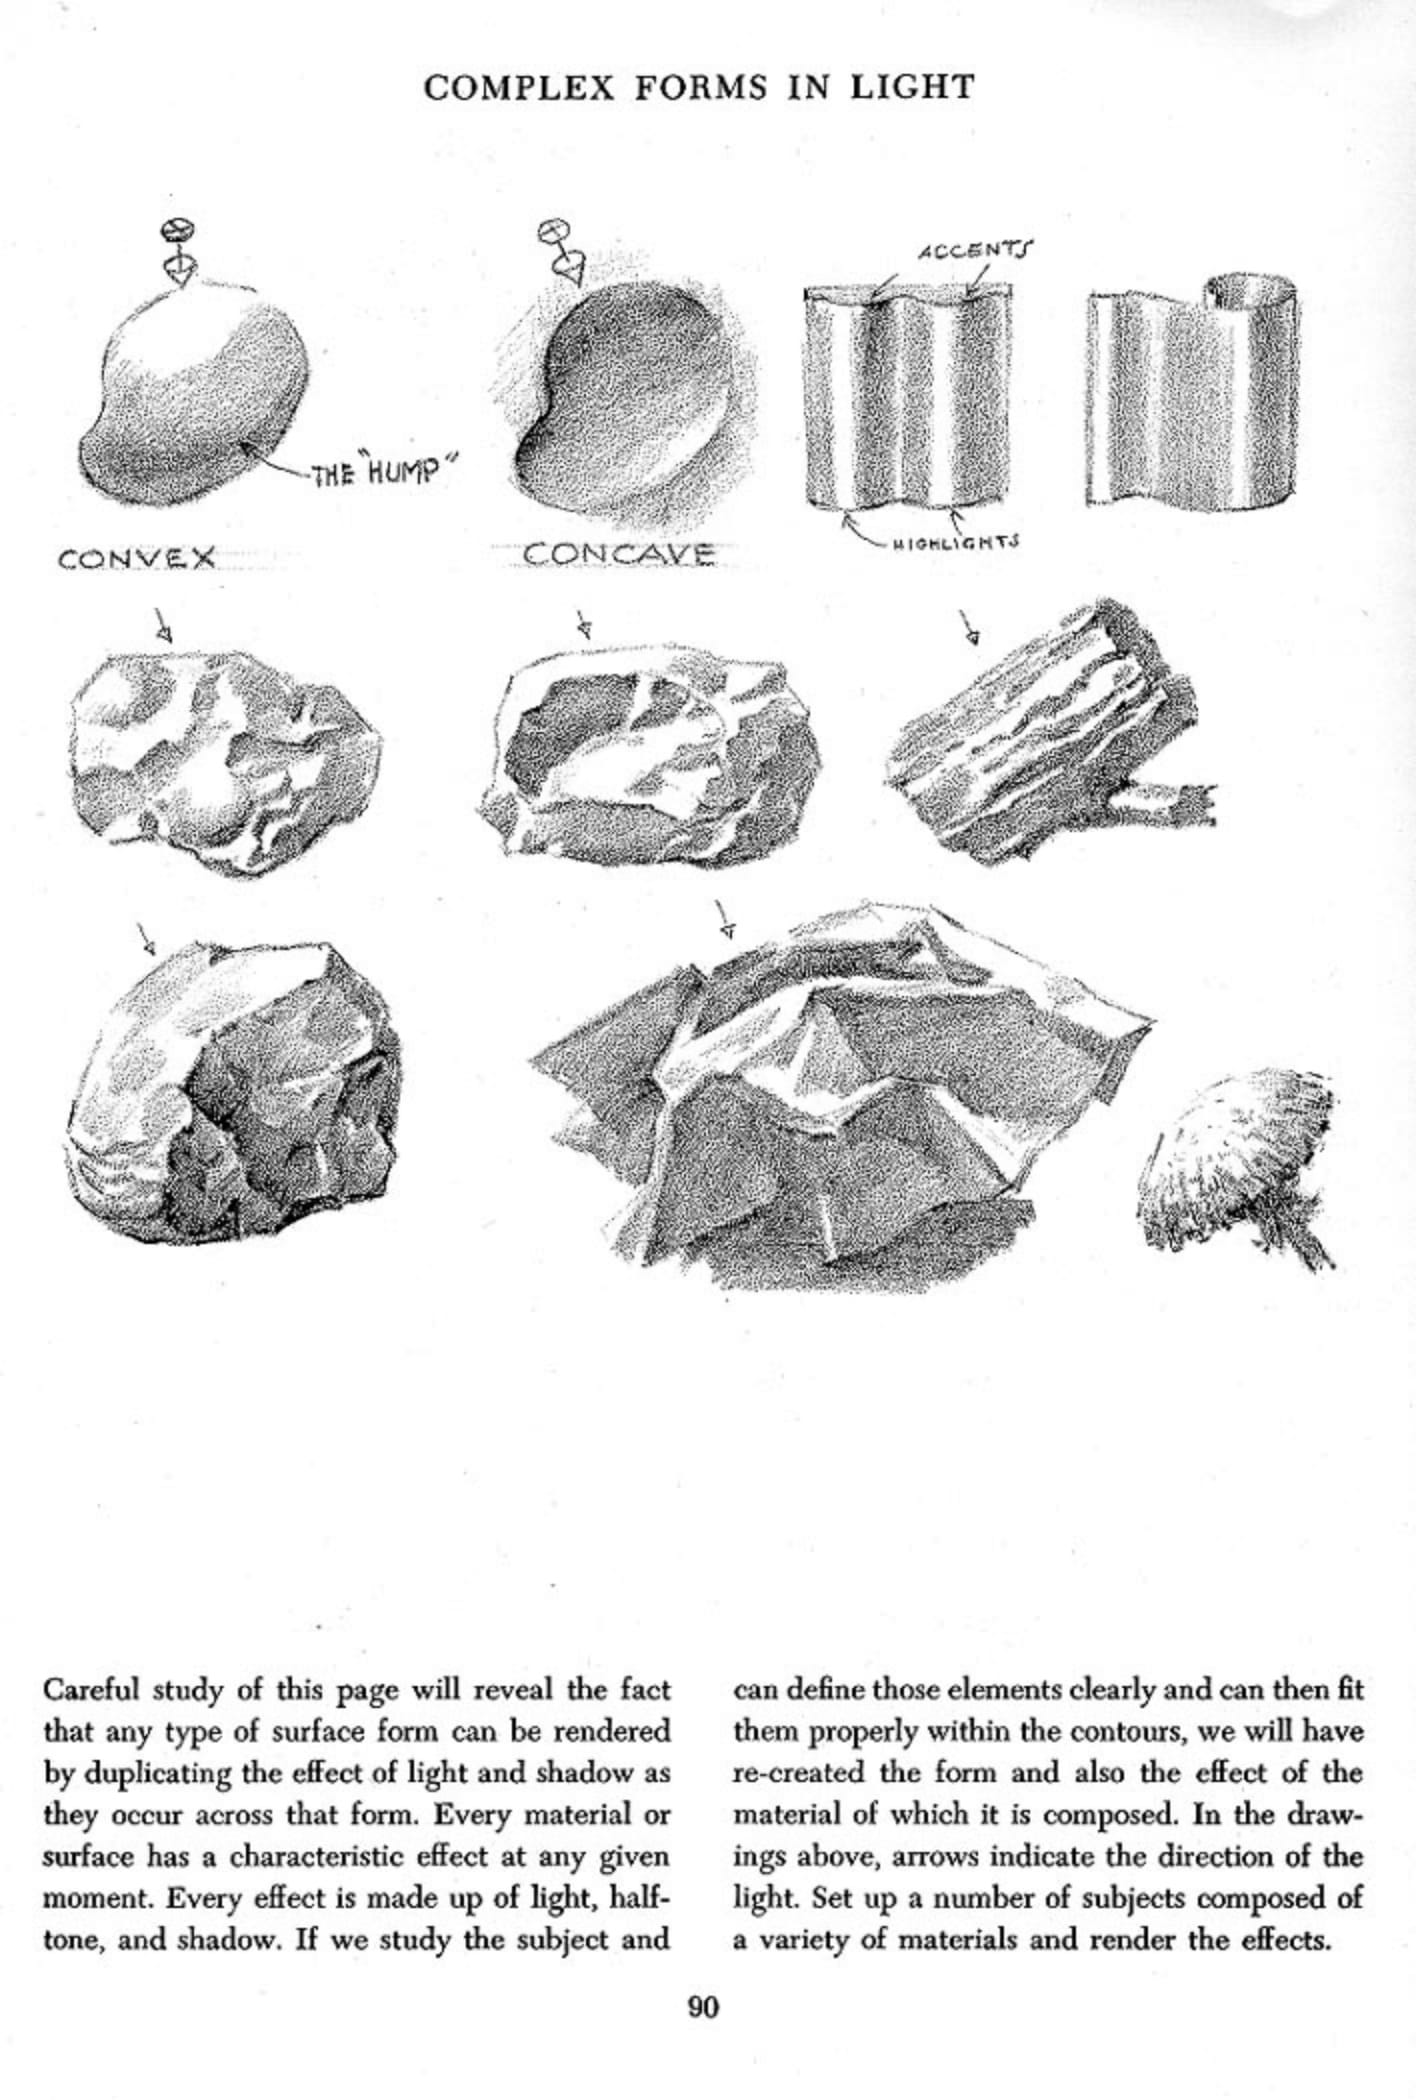 COMPLEX FORMS IN LIGHT
ACCENTS
THE "HUMP"
HIGHLIGHTS
CONVEX
CONCAVE
Careful study of this page will reveal the fact
that any type of surface form can be rendered
by duplicating the effect of light and shadow as
they occur across that form. Every material or
surface has a characteristic effect at any given
moment. Every effect is made up of light, half-
tone, and shadow. If we study the subject and
can define those elements clearly and can then fit
them properly within the contours, we will have
re-created the form and also the effect of the
material of which it is composed. In the draw-
ings above, arrows indicate the direction of the
light. Set up a number of subjects composed of
a variety of materials and render the effects.
90